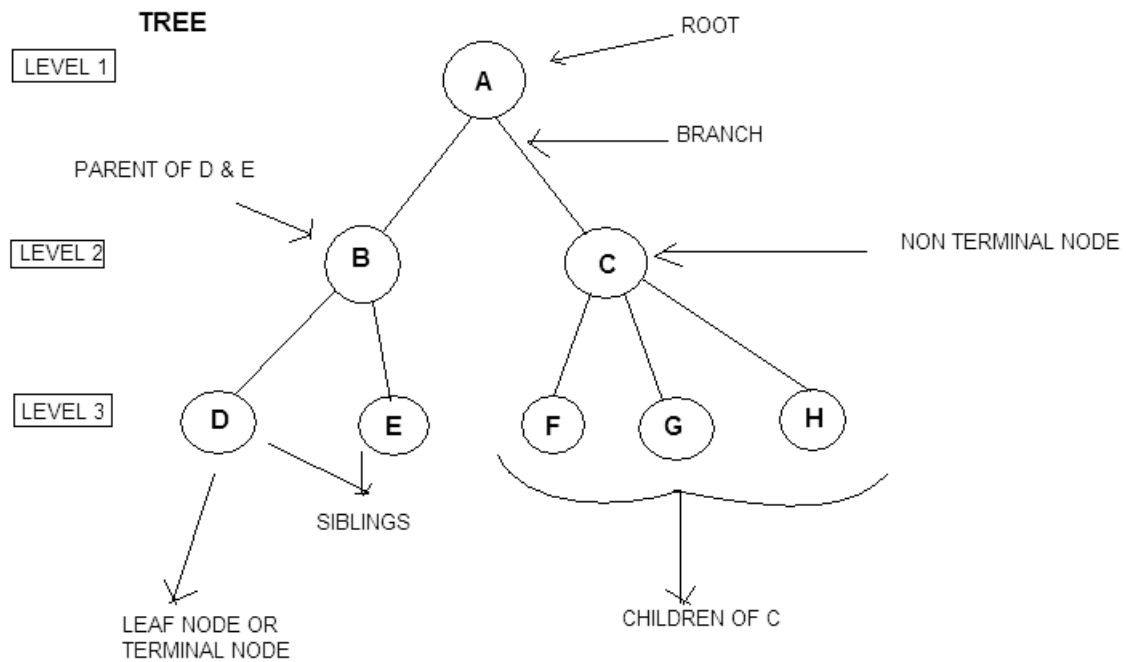 TREE
ROOT
LEVEL 1
A
BRANCH
PARENT OF D & E
LEVEL 2
B
C
NON TERMINAL NODE
LEVEL 3
D
E
F
G
H
SIBLINGS
LEAF NODE OR
TERMINAL NODE
CHILDREN OF C